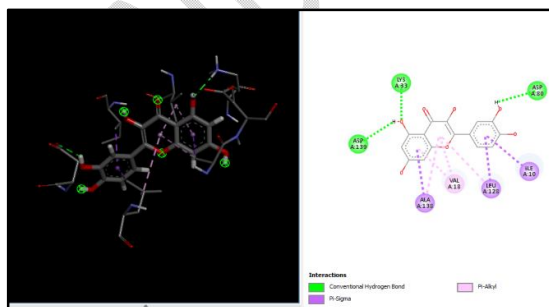 LYS
A:33
ASP
A:86
ASP
A:139
VAL
A:18
ILE
A:10
LEU
A:128
ALA
A:138
Interactions
Conventional Hydrogen Bond
Pi-Sigma
Pi-Alkyl